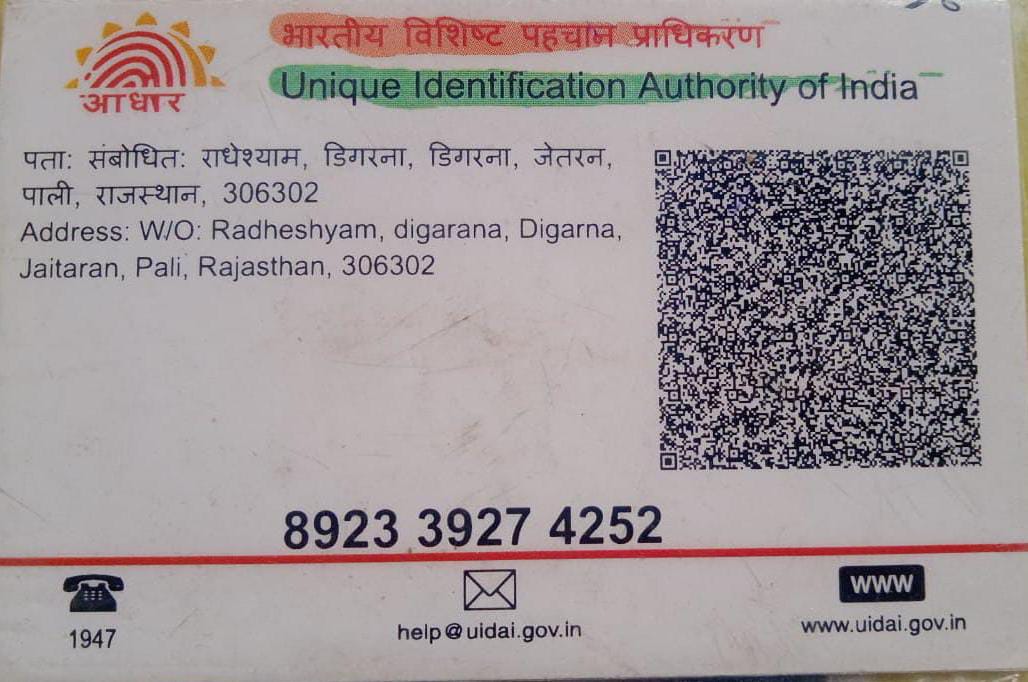 भारतीय विशिष्ट पहचान प्राधिकरण
आधार
Unique Identification Authority of India
पता: संबोधित: राधेश्याम, डिगरना, डिगरना, जेतरन,
पाली, राजस्थान, 306302
Address: W/O: Radheshyam, digarana, Digarna,
Jaitaran, Pali, Rajasthan, 306302
8923 3927 4252
WWW
1947
help@uidai.gov.in
www.uidai.gov.in